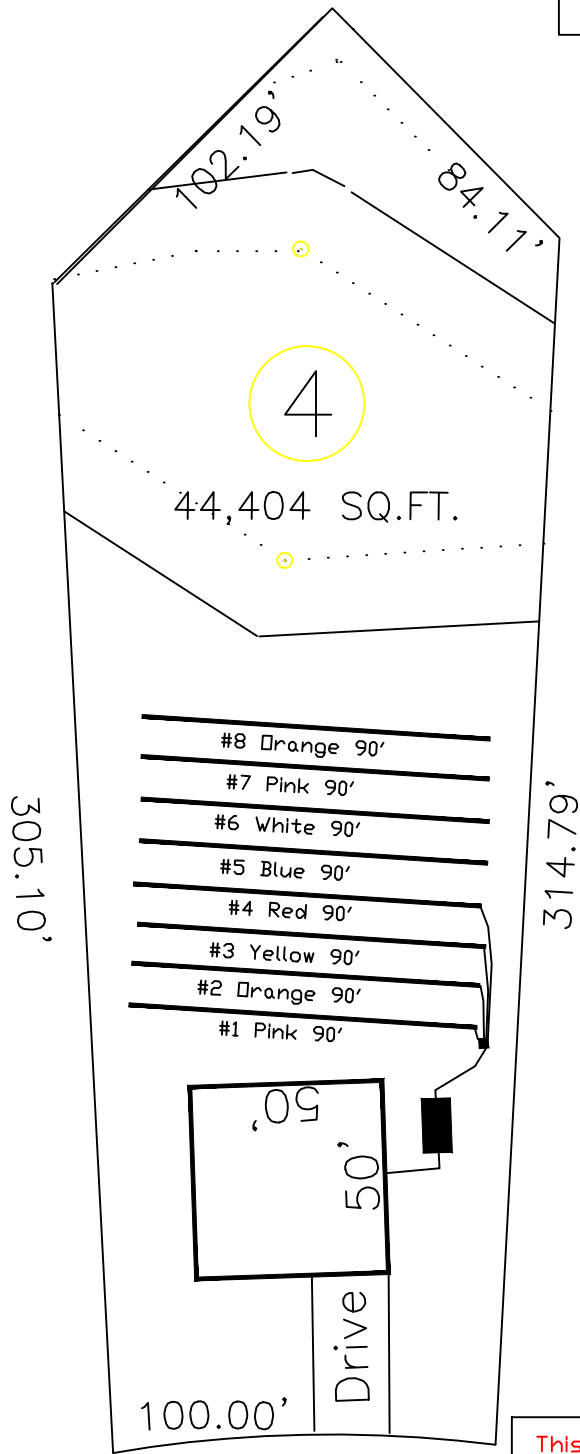 102.19'
84.11'
4
44,404 SQ.FT.
#8 Orange 90'
#7 Pink 90'
#6 White 90'
#5 Blue 90'
#4 Red 90'
#3 Yellow 90'
#2 Orange 90'
#1 Pink 90'
305.10'
314.79'
50'
50'
Drive
100.00'
This